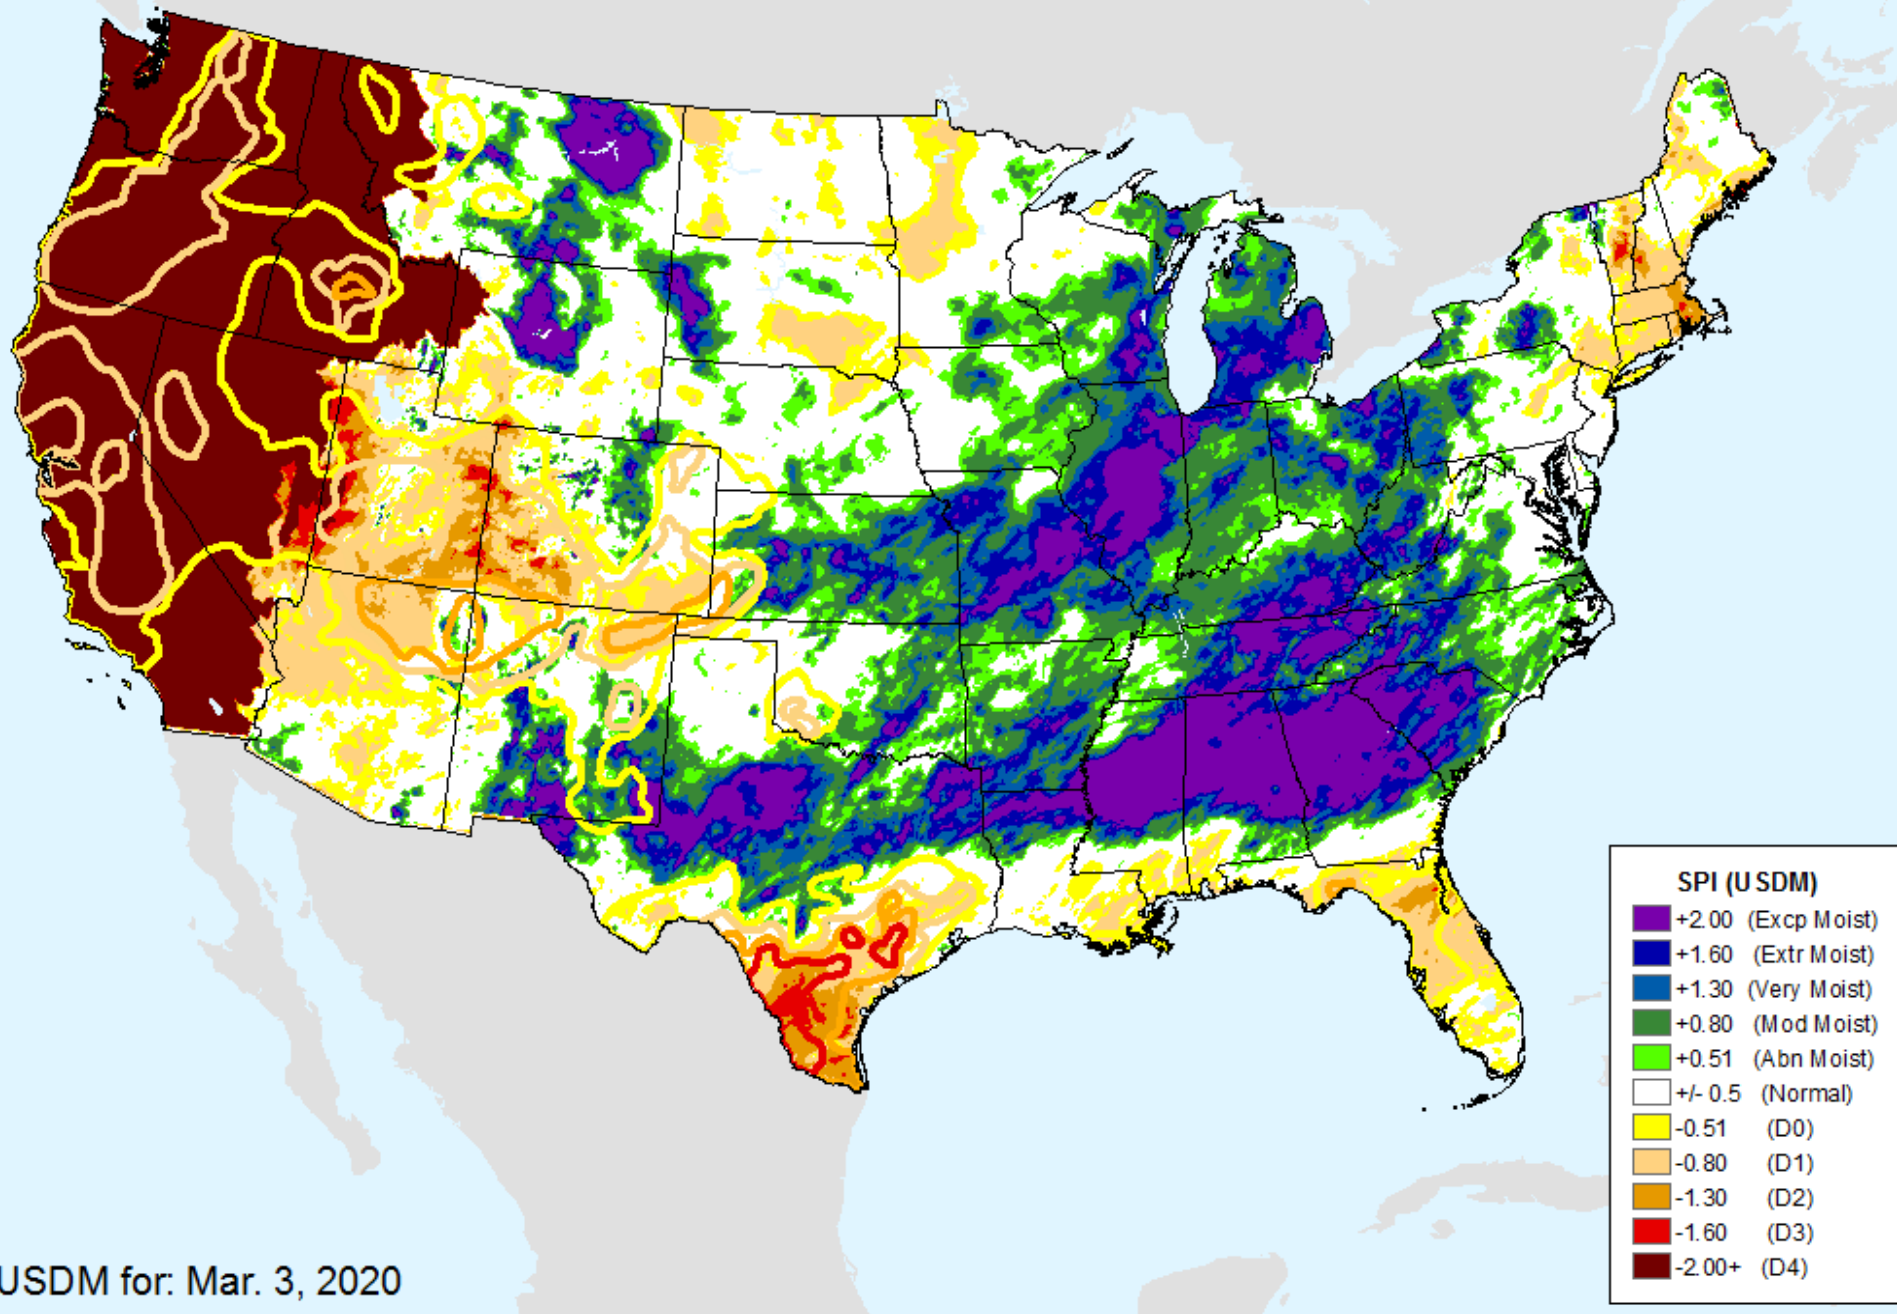 SPI (USDM)
+2.00 (Excp Moist)
+1.60 (Extr Moist)
+1.30 (Very Moist)
+0.80 (Mod Moist)
+0.51 (Abn Moist)
+/- 0.5 (Normal)
-0.51 (D0)
-0.80 (D1)
-1.30 (D2)
-1.60 (D3)
-2.00+ (D4)
USDM for: Mar. 3, 2020